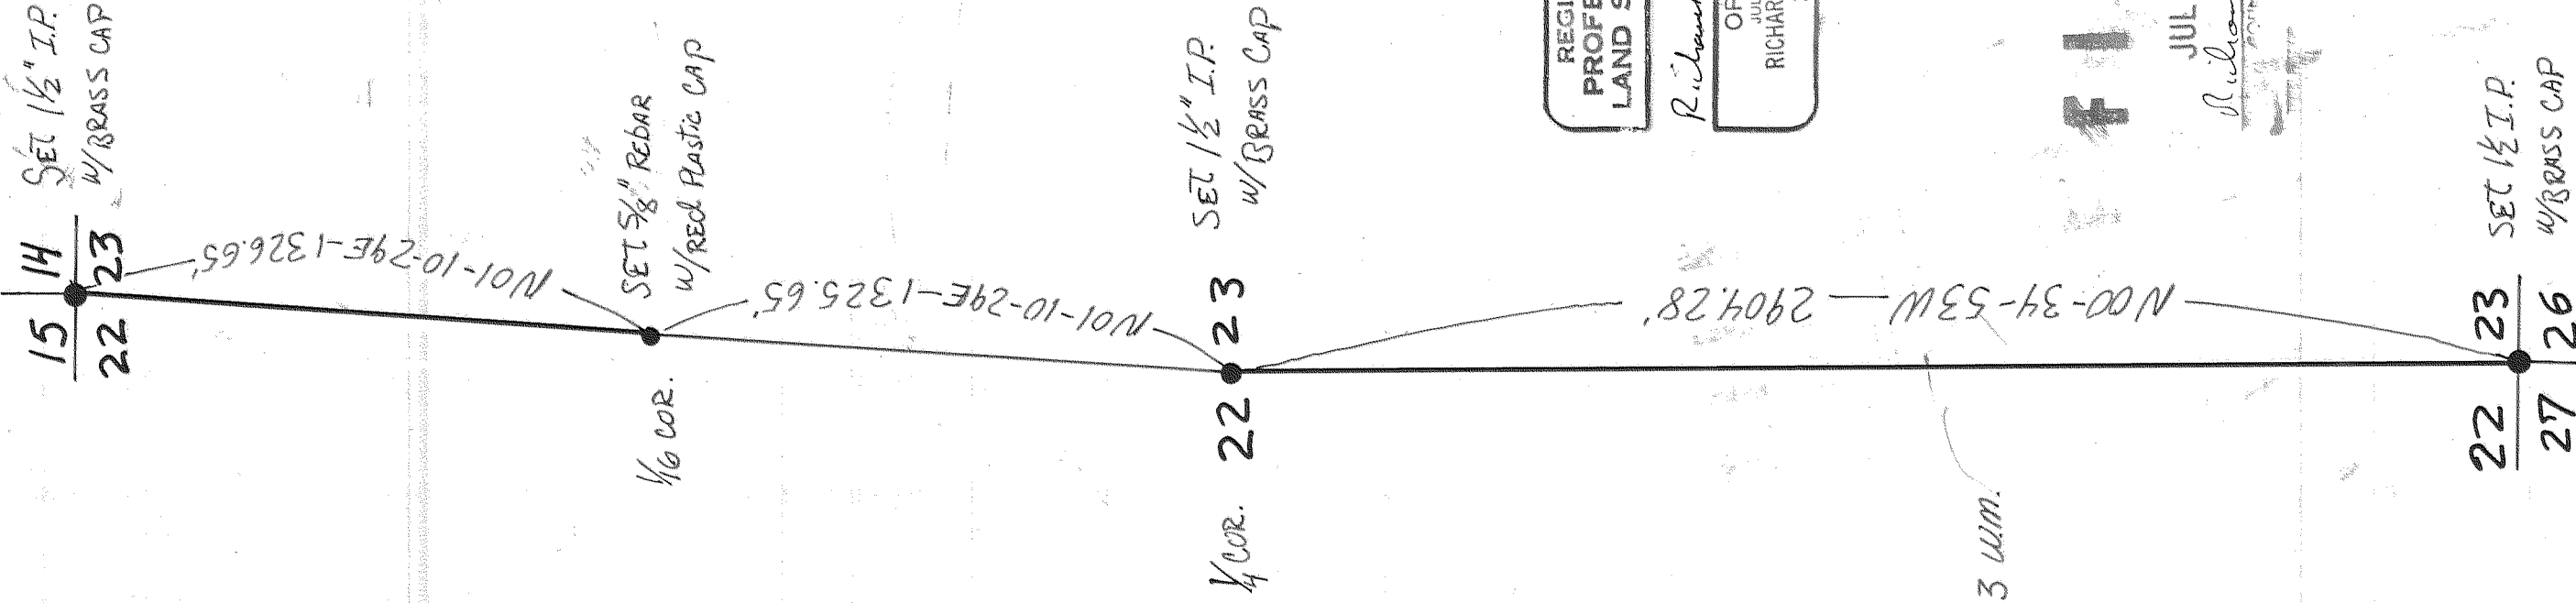 15 14
22 23
SET 1½" I.P.
W/BRASS CAP
N01-10-29E-1326.65'
SET 5/8" REBAR
W/RED PLASTIC CAP
1/16 COR.
N01-10-29E-1325.65'
1/4 COR. 22 23 SET 1½" I.P.
W/BRASS CAP
N00-34-53W — 2904.28'
3 W.M.
22 23 SET 1½ I.P.
27 26 W/BRASS CAP
REGI
PROFE
LAND S
OR
JUL
RICHAR
JUL